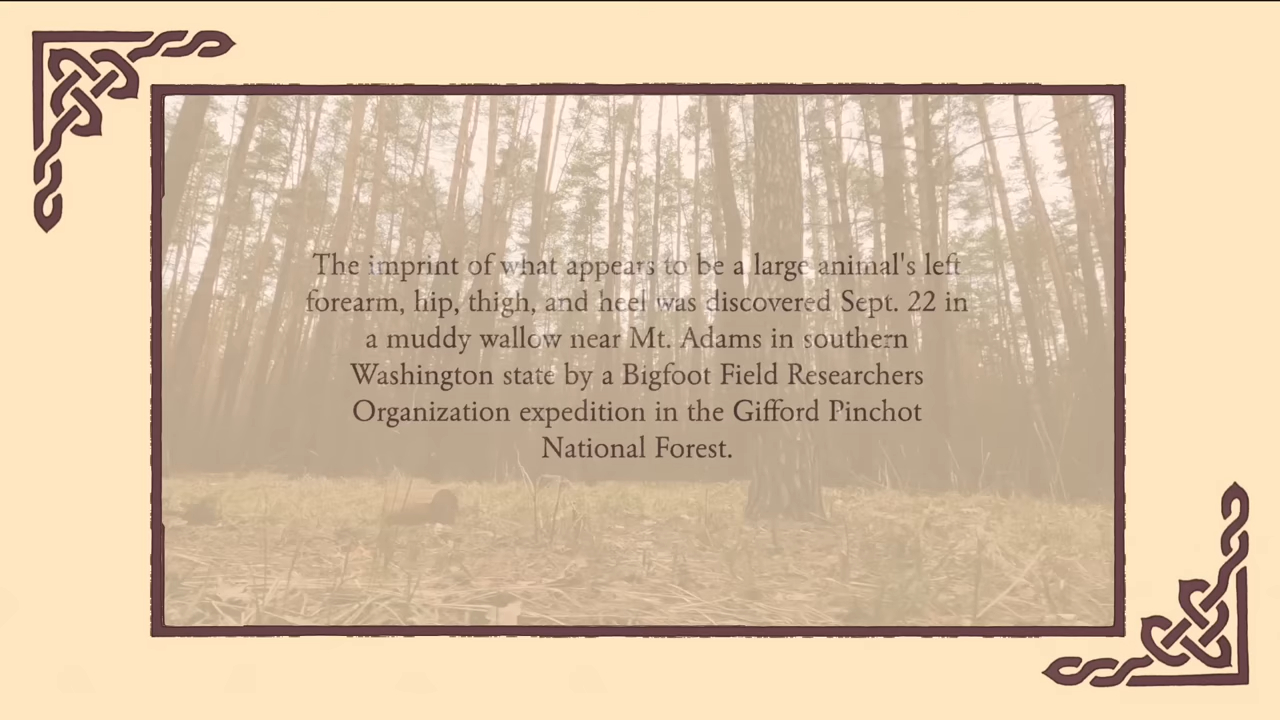 The imprint of what appears to be a large animal's left
forearm, hip, thigh, and heel was discovered Sept. 22 in
a muddy wallow near Mt. Adams in southern
Washington state by a Bigfoot Field Researchers
Organization expedition in the Gifford Pinchot
National Forest.